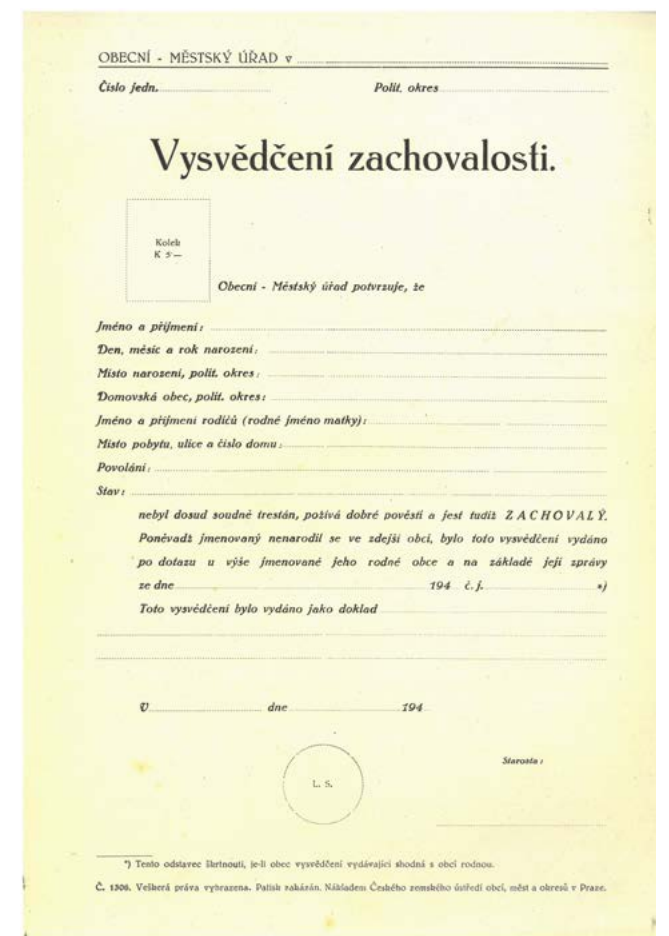 OBECNÍ - MĚSTSKÝ ÚŘAD v
Číslo jedn. Polit. okres
Vysvědčení zachovalosti.
Kolek
K 5 —
Obecní - Městský úřad potvrzuje, že
Jméno a příjmení:
Den, měsíc a rok narození:
Místo narození, polit. okres:
Domovská obec, polit. okres:
Jméno a příjmení rodičů (rodné jméno matky):
Místo pobytu, ulice a číslo domu:
Povolání:
Stav:
nebyl dosud soudně trestán, požívá dobré pověsti a jest tudíž ZACHOVALÝ.
Poněvadž jmenovaný nenarodil se ve zdejší obci, bylo toto vysvědčení vydáno
po dotazu u výše jmenované jeho rodné obce a na základě její zprávy
ze dne 194 č. j. *)
Toto vysvědčení bylo vydáno jako doklad
V dne 194
Starosta:
L. S.
*) Tento odstavec škrtnouti, je-li obec vysvědčení vydávající shodná s obcí rodnou.
Č. 1306. Veškerá práva vyhrazena. Patisk zakázán. Nákladem Českého zemského ústředí obcí, měst a okresů v Praze.